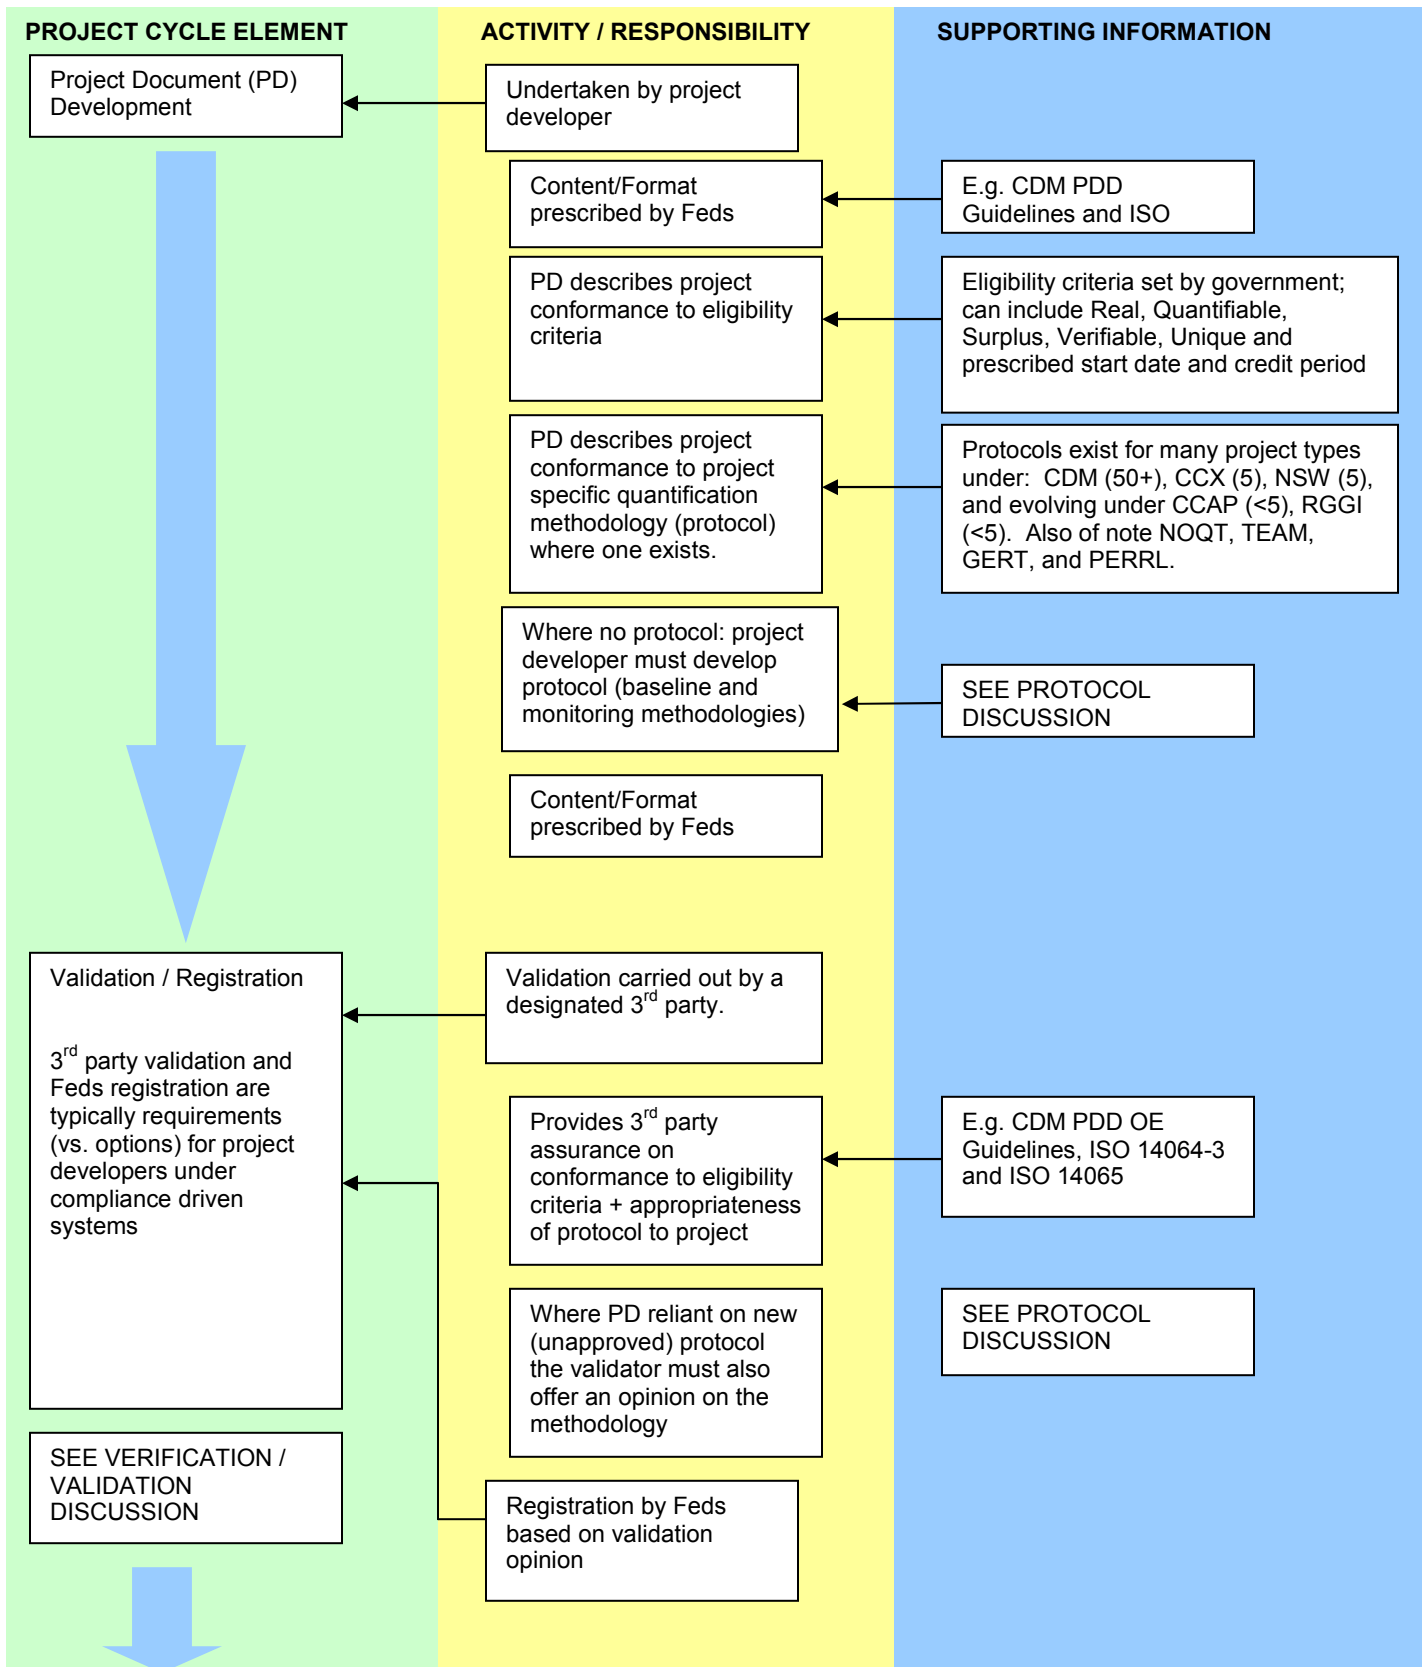 PROJECT CYCLE ELEMENT
ACTIVITY / RESPONSIBILITY
SUPPORTING INFORMATION
Project Document (PD)
Development
Undertaken by project
developer
Content/Format
prescribed by Feds
E.g. CDM PDD
Guidelines and ISO
PD describes project
conformance to eligibility
criteria
Eligibility criteria set by government;
can include Real, Quantifiable,
Surplus, Verifiable, Unique and
prescribed start date and credit period
PD describes project
conformance to project
specific quantification
methodology (protocol)
where one exists.
Protocols exist for many project types
under:  CDM (50+), CCX (5), NSW (5),
and evolving under CCAP (<5), RGGI
(<5).  Also of note NOQT, TEAM,
GERT, and PERRL.
Where no protocol: project
developer must develop
protocol (baseline and
monitoring methodologies)
SEE PROTOCOL
DISCUSSION
Content/Format
prescribed by Feds
Validation / Registration
3rd party validation and
Feds registration are
typically requirements
(vs. options) for project
developers under
compliance driven
systems
Validation carried out by a
designated 3rd party.
Provides 3rd party
assurance on
conformance to eligibility
criteria + appropriateness
of protocol to project
E.g. CDM PDD OE
Guidelines, ISO 14064-3
and ISO 14065
Where PD reliant on new
(unapproved) protocol
the validator must also
offer an opinion on the
methodology
SEE PROTOCOL
DISCUSSION
SEE VERIFICATION /
VALIDATION
DISCUSSION
Registration by Feds
based on validation
opinion